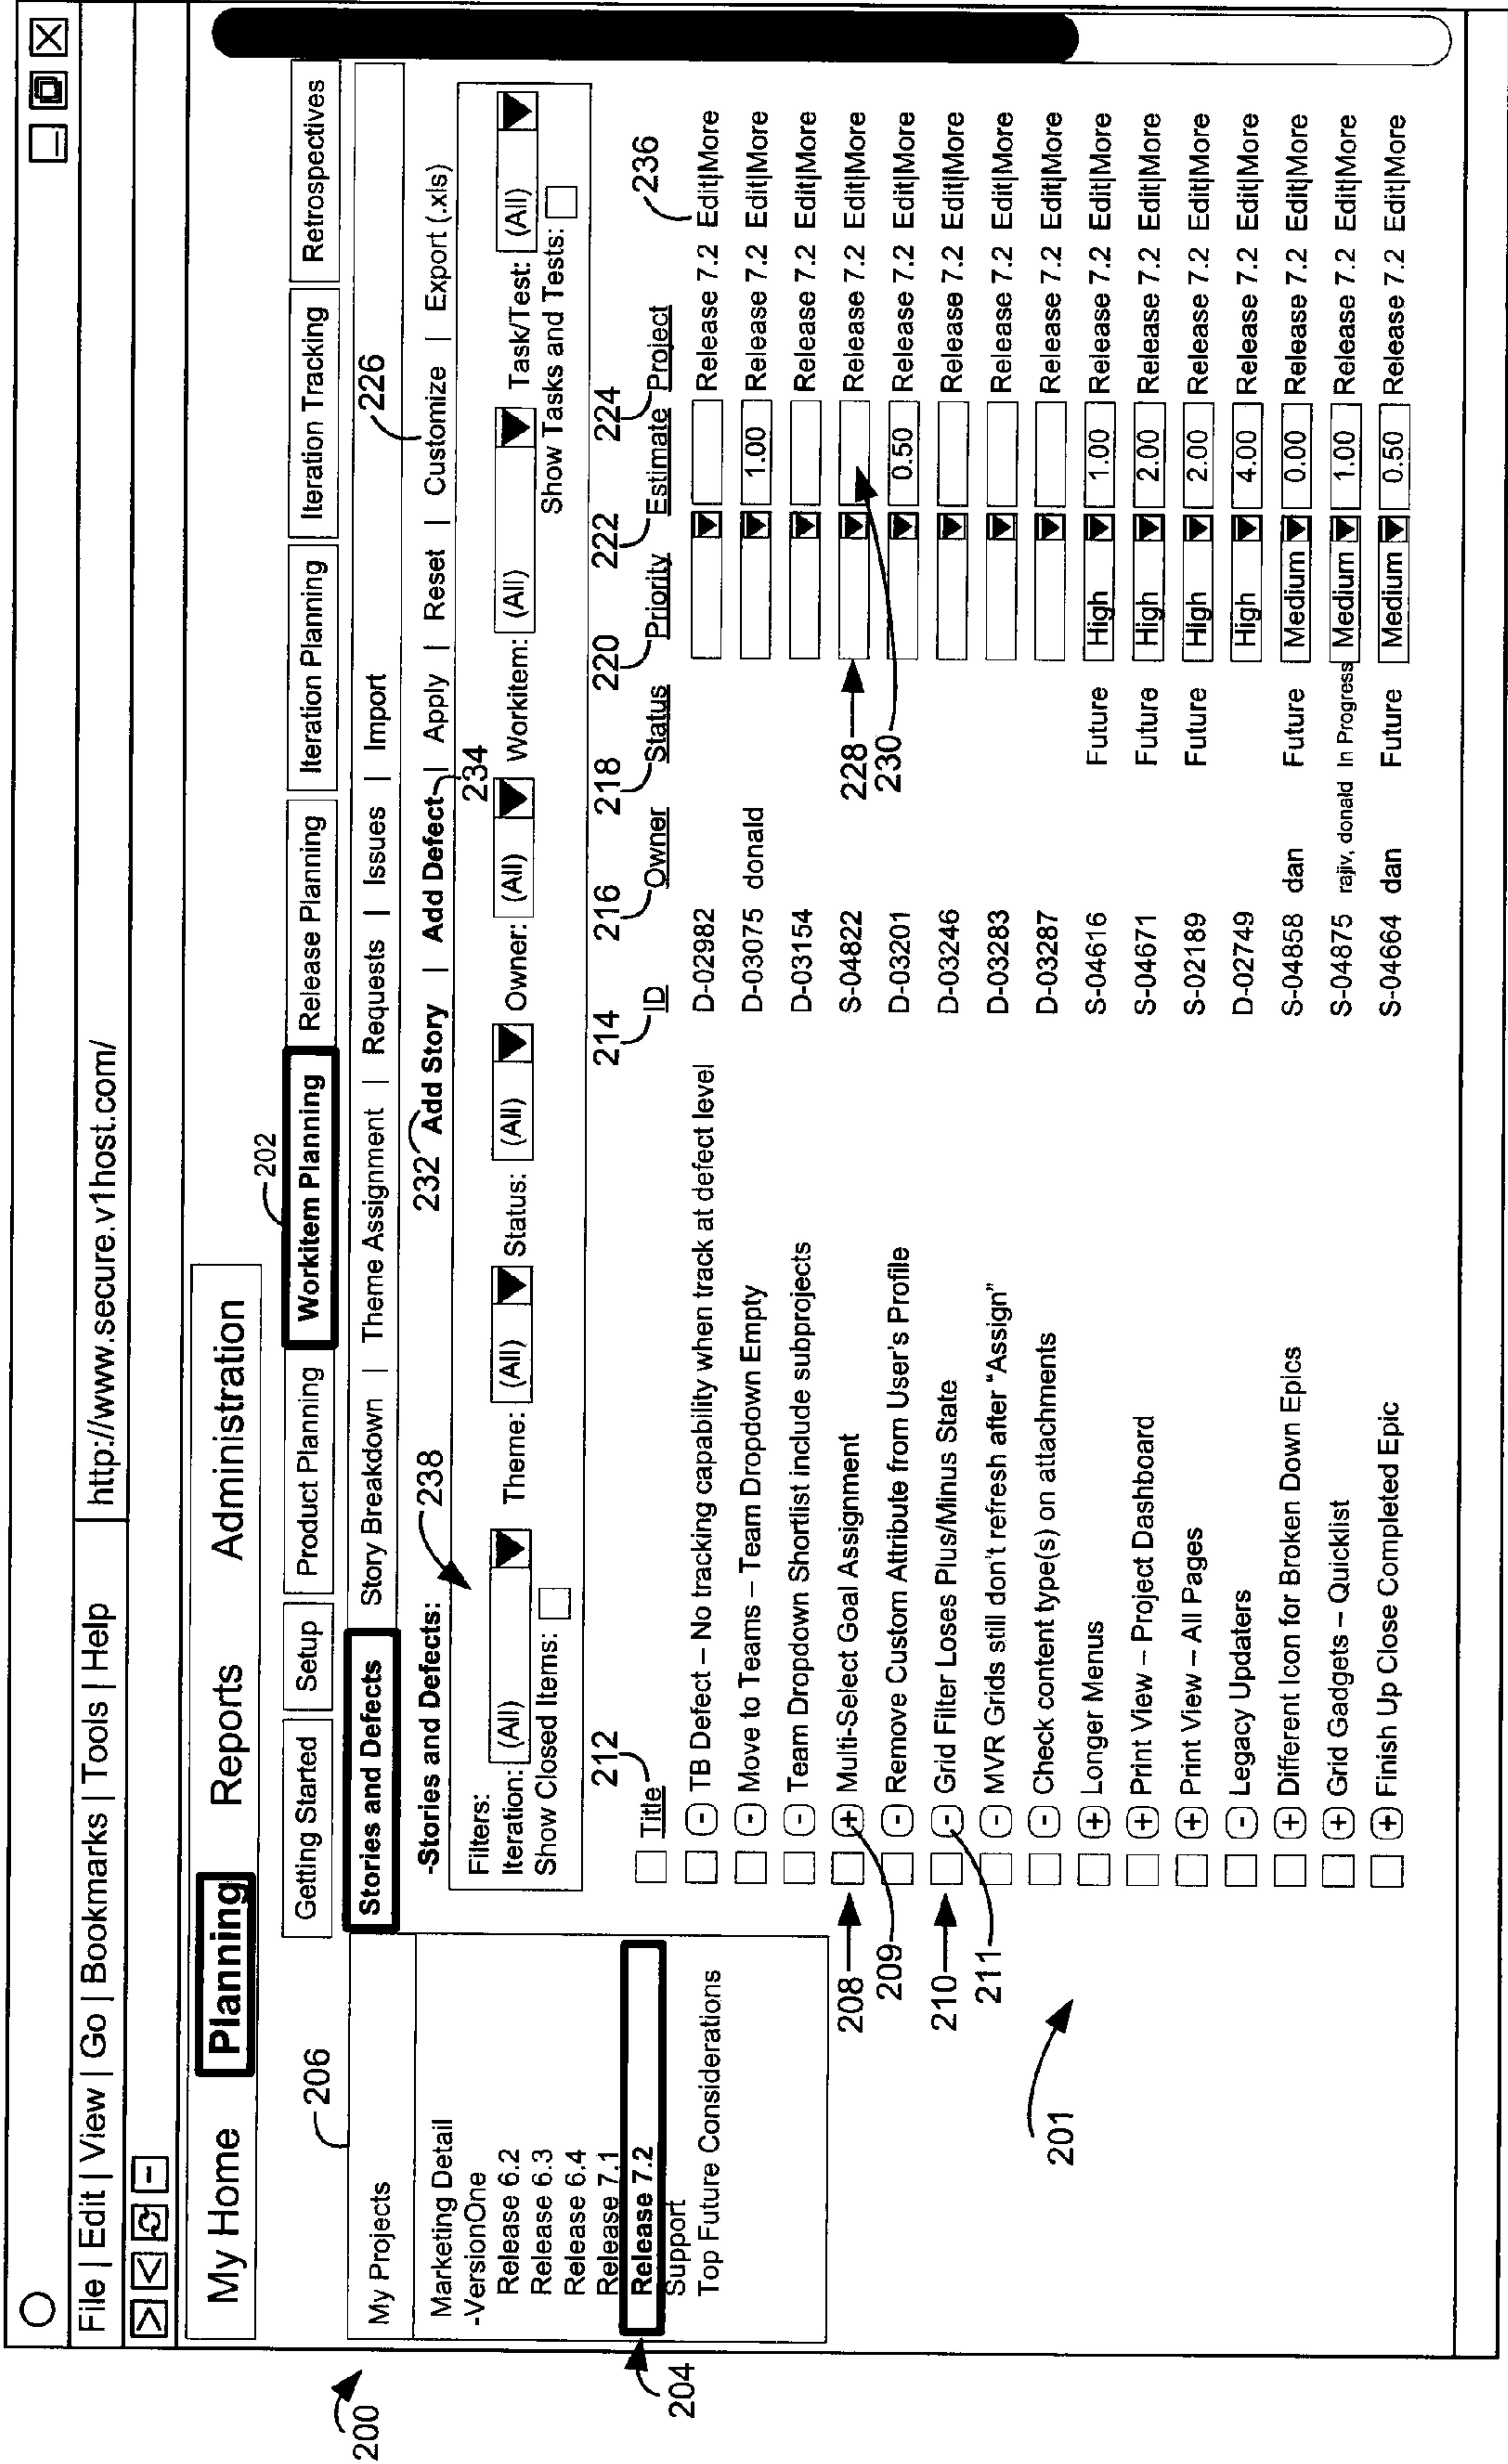 File | Edit | View | Go | Bookmarks | Tools | Help http://www.secure.v1host.com/
My Home Planning Reports Administration
202
Getting Started Setup Product Planning Workitem Planning Release Planning Iteration Planning Iteration Tracking Retrospectives
200
206
226
My Projects
Marketing Detail
-VersionOne
Release 6.2
Release 6.3
Release 6.4
Release 7.1
Release 7.2
Support
Top Future Considerations
204
Stories and Defects Story Breakdown | Theme Assignment | Requests | Issues | Import
-Stories and Defects: 238 232 Add Story | Add Defect | Apply | Reset | Customize | Export (.xls)
234
Filters:
Iteration: (All) Theme: (All) Status: (All) Owner: (All) Workitem: (All) Task/Test: (All)
Show Closed Items: Show Tasks and Tests:
212 214 216 218 220 222 224 236
Title ID Owner Status Priority Estimate Project
- TB Defect – No tracking capability when track at defect level D-02982 Release 7.2 Edit|More
- Move to Teams – Team Dropdown Empty D-03075 donald 1.00 Release 7.2 Edit|More
- Team Dropdown Shortlist include subprojects D-03154 Release 7.2 Edit|More
208 + Multi-Select Goal Assignment S-04822 228 Release 7.2 Edit|More
209 - Remove Custom Attribute from User's Profile D-03201 230 0.50 Release 7.2 Edit|More
210 - Grid Filter Loses Plus/Minus State D-03246 Release 7.2 Edit|More
211 - MVR Grids still don't refresh after “Assign” D-03283 Release 7.2 Edit|More
- Check content type(s) on attachments D-03287 Release 7.2 Edit|More
201 + Longer Menus S-04616 Future High 1.00 Release 7.2 Edit|More
+ Print View – Project Dashboard S-04671 Future High 2.00 Release 7.2 Edit|More
+ Print View – All Pages S-02189 Future High 2.00 Release 7.2 Edit|More
- Legacy Updaters D-02749 High 4.00 Release 7.2 Edit|More
+ Different Icon for Broken Down Epics S-04858 dan Future Medium 0.00 Release 7.2 Edit|More
+ Grid Gadgets – Quicklist S-04875 rajiv, donald In Progress Medium 1.00 Release 7.2 Edit|More
+ Finish Up Close Completed Epic S-04664 dan Future Medium 0.50 Release 7.2 Edit|More